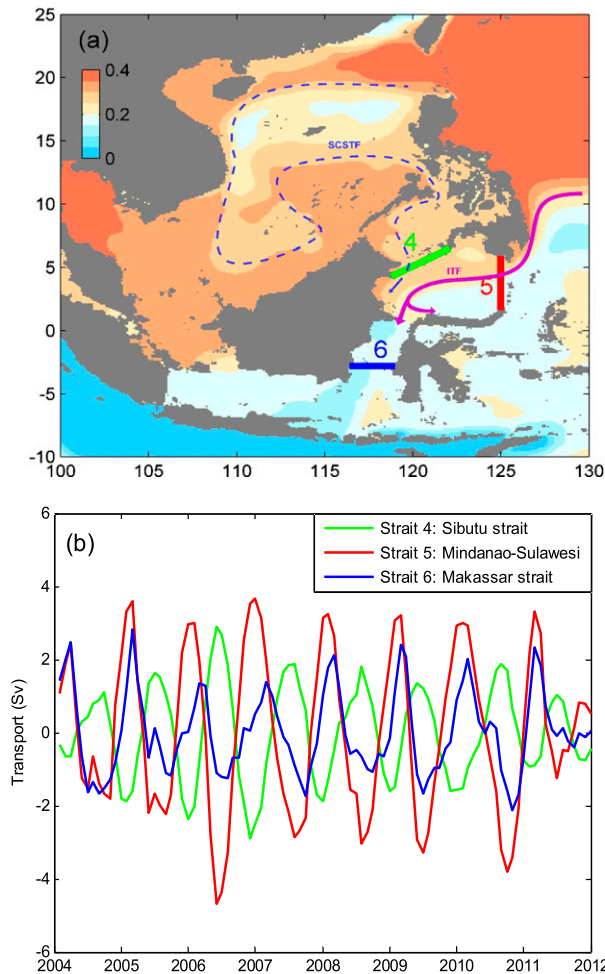 25
(a)
20
0.4
15
0.2
SCSTF
0
10
4
5
ITF
5
0
6
-5
-10
100 105 110 115 120 125 130
6
(b)
Strait 4: Sibutu strait
Strait 5: Mindanao-Sulawesi
4
Strait 6: Makassar strait
2
Transport (Sv)
0
-2
-4
-6
2004 2005 2006 2007 2008 2009 2010 2011 2012